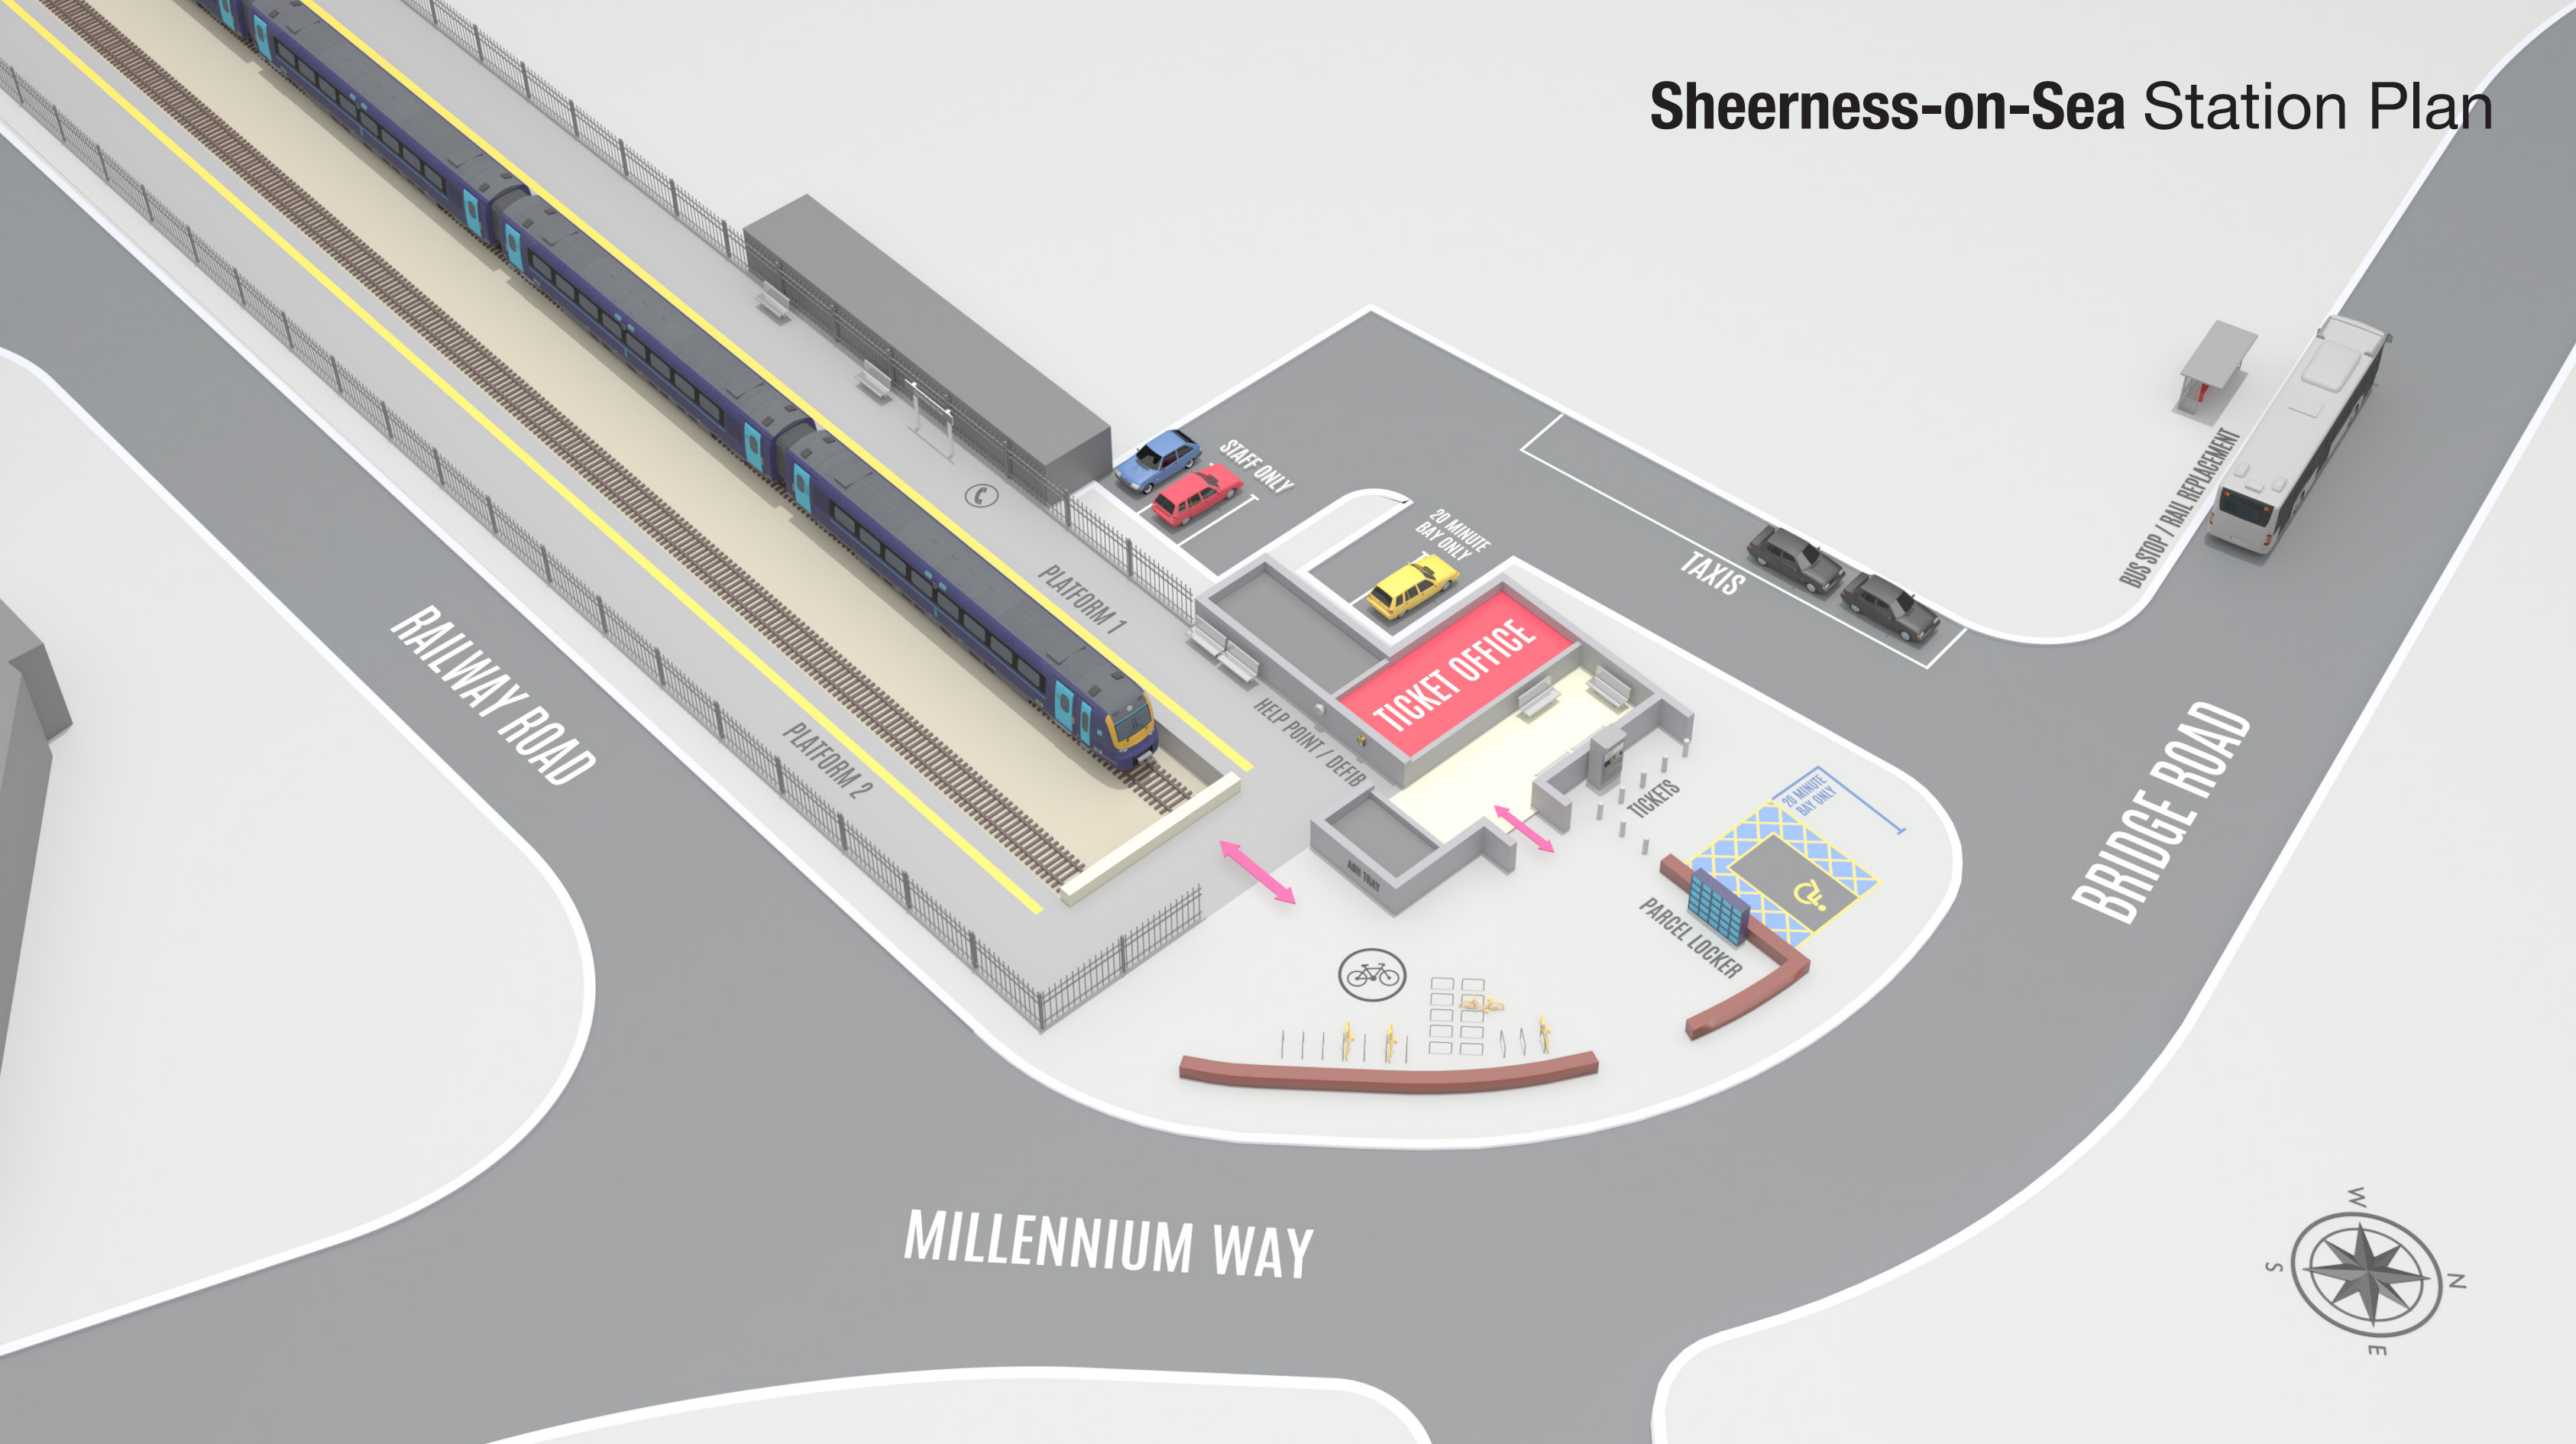 Sheerness-on-Sea Station Plan
STAFF ONLY
20 MINUTE
BAY ONLY
TAXIS
BUS STOP / RAIL REPLACEMENT
PLATFORM 1
TICKET OFFICE
RAILWAY ROAD
PLATFORM 2
HELP POINT / DEFIB
TICKETS
20 MINUTE
BAY ONLY
BRIDGE ROAD
ASH TRAY
PARCEL LOCKER
MILLENNIUM WAY
W
N
S
E